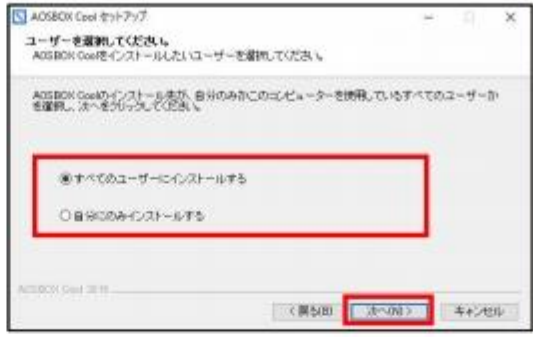 AOSBOX Cool セットアップ
ユーザーを選択してください。
AOSBOX Coolをインストールしたいユーザーを選択してください。
AOSBOX Coolのインストール先が、自分のみかこのコンピューターを使用しているすべてのユーザーか
を選択し、次へをクリックしてください。
すべてのユーザーにインストールする
自分にのみインストールする
AOSBOX Cool
< 戻る(B)
次へ(N) >
キャンセル